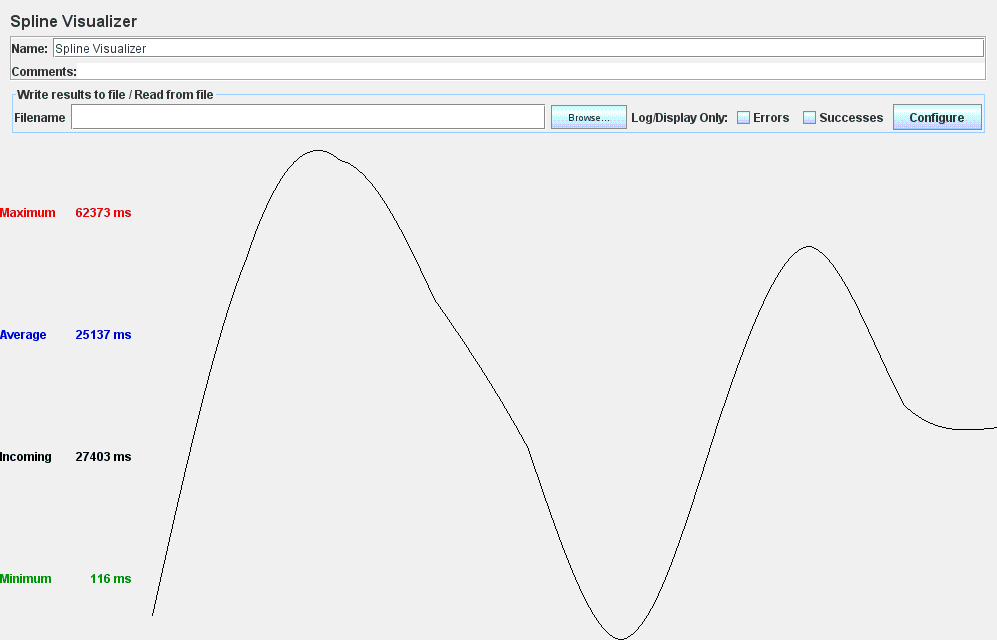 Spline Visualizer
Name: Spline Visualizer
Comments:
Write results to file / Read from file
Filename Browse... Log/Display Only: Errors Successes Configure
Maximum 62373 ms
Average 25137 ms
Incoming 27403 ms
Minimum 116 ms